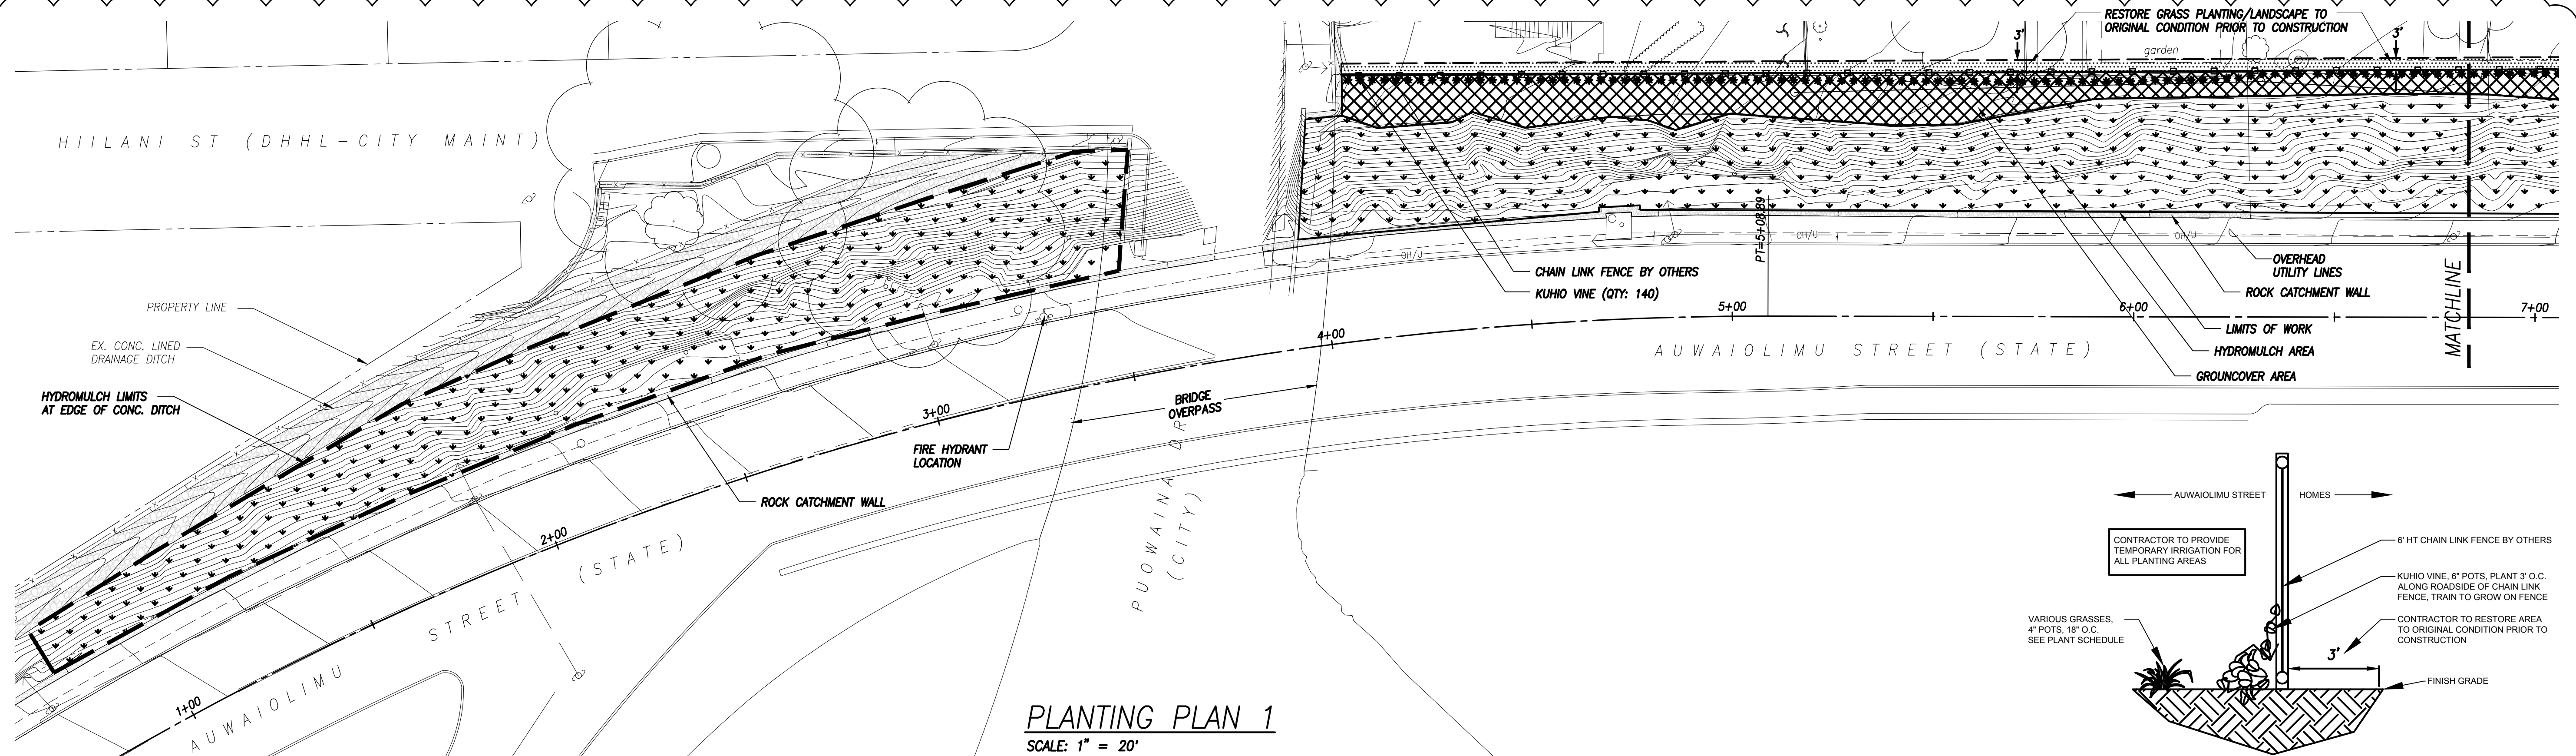 RESTORE GRASS PLANTING/LANDSCAPE TO
ORIGINAL CONDITION PRIOR TO CONSTRUCTION
3'
3'
garden
HIILANI ST (DHHL-CITY MAINT)
PROPERTY LINE
EX. CONC. LINED
DRAINAGE DITCH
HYDROMULCH LIMITS
AT EDGE OF CONC. DITCH
CHAIN LINK FENCE BY OTHERS
KUHIO VINE (QTY: 140)
PT=5+08.89
OH/U
OH/U
OH/U
OVERHEAD
UTILITY LINES
ROCK CATCHMENT WALL
LIMITS OF WORK
HYDROMULCH AREA
GROUNCOVER AREA
MATCHLINE
1+00
2+00
3+00
4+00
5+00
6+00
7+00
AUWAIOLIMU STREET (STATE)
BRIDGE
OVERPASS
FIRE HYDRANT
LOCATION
ROCK CATCHMENT WALL
PUOWAINA DR
(CITY)
AUWAIOLIMU STREET (STATE)
AUWAIOLIMU STREET
HOMES
CONTRACTOR TO PROVIDE
TEMPORARY IRRIGATION FOR
ALL PLANTING AREAS
6' HT CHAIN LINK FENCE BY OTHERS
KUHIO VINE, 6" POTS, PLANT 3' O.C.
ALONG ROADSIDE OF CHAIN LINK
FENCE, TRAIN TO GROW ON FENCE
VARIOUS GRASSES,
4" POTS, 18" O.C.
SEE PLANT SCHEDULE
CONTRACTOR TO RESTORE AREA
TO ORIGINAL CONDITION PRIOR TO
CONSTRUCTION
3'
FINISH GRADE
PLANTING PLAN 1
SCALE: 1" = 20'